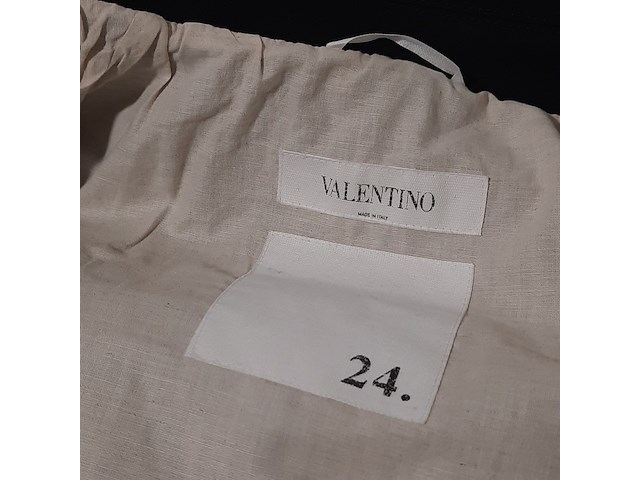 VALENTINO
MADE IN ITALY
24.